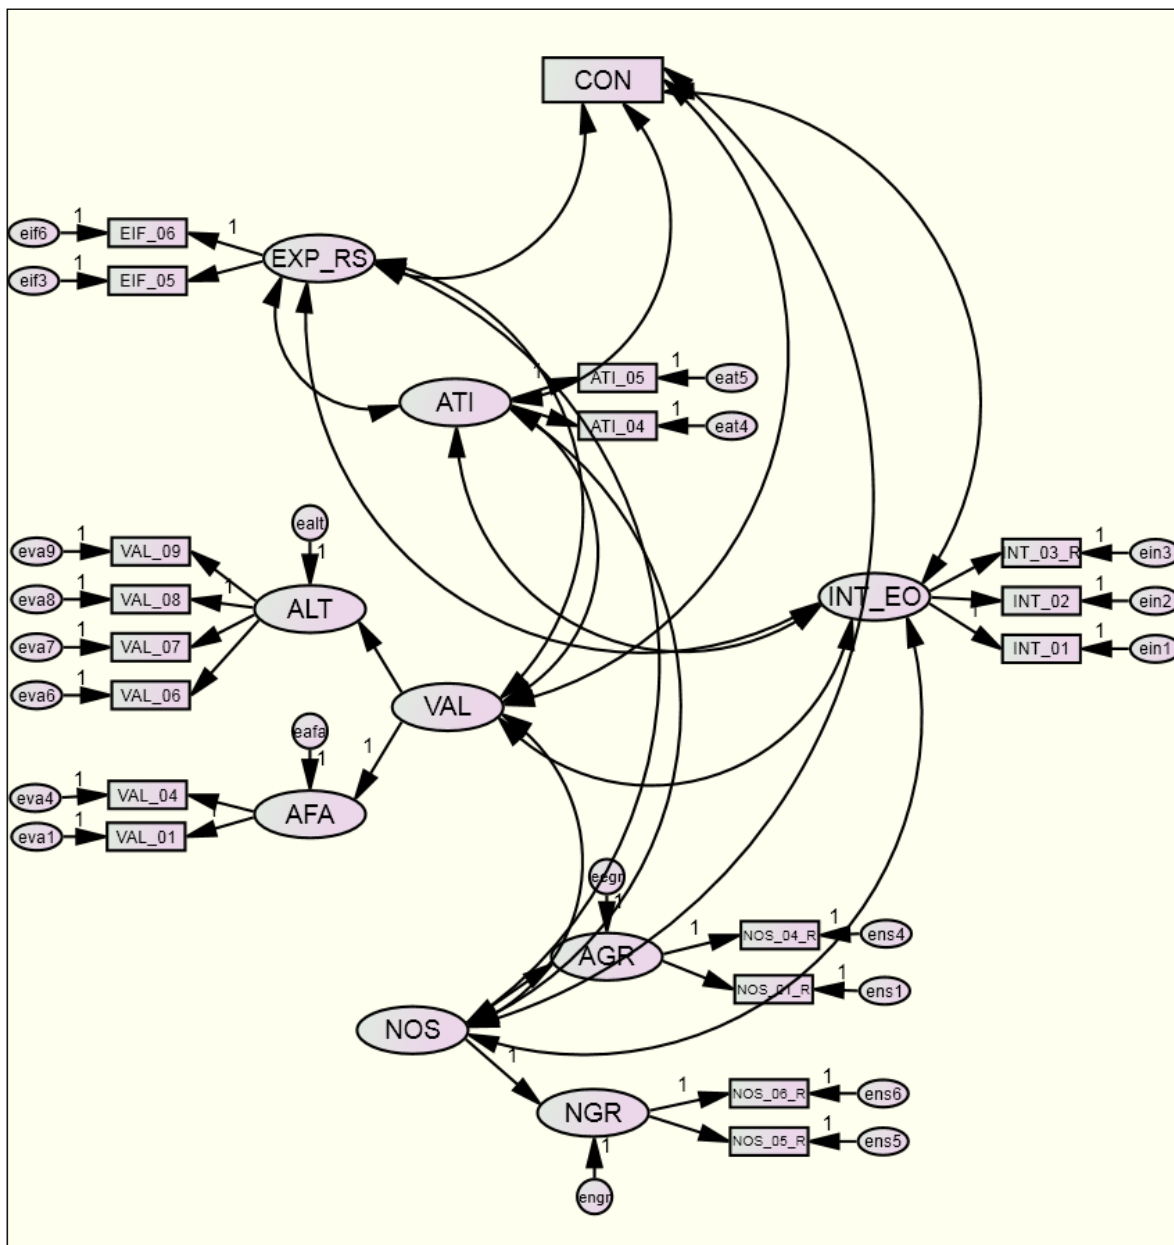 CON
eif6 1 EIF_06 1
EXP_RS
eif3 1 EIF_05
1 ATI_05 1 eat5
ATI
ATI_04 1 eat4
ealt
1
eva9 1 VAL_09
eva8 1 VAL_08 1
ALT
eva7 1 VAL_07
eva6 1 VAL_06
NT_03_R 1 ein3
INT_EO
INT_02 1 ein2
1 INT_01 1 ein1
VAL
eafa
1
1
eva4 1 VAL_04
AFA
eva1 1 VAL_01 1
1
AGR
1 NOS_04_R 1 ens4
NOS_01_R 1 ens1
NOS
1
NGR
1 NOS_06_R 1 ens6
NOS_05_R 1 ens5
1
engr